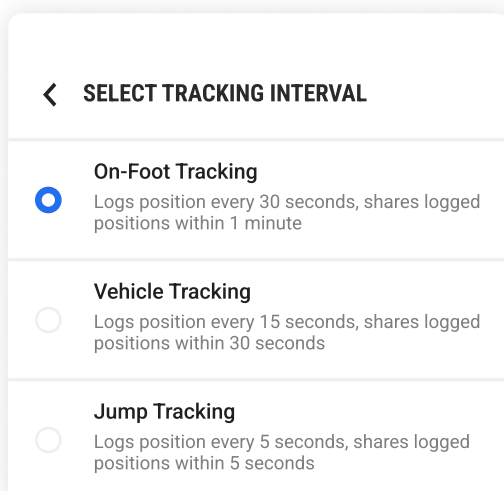 SELECT TRACKING INTERVAL
On-Foot Tracking
Logs position every 30 seconds, shares logged
positions within 1 minute
Vehicle Tracking
Logs position every 15 seconds, shares logged
positions within 30 seconds
Jump Tracking
Logs position every 5 seconds, shares logged
positions within 5 seconds